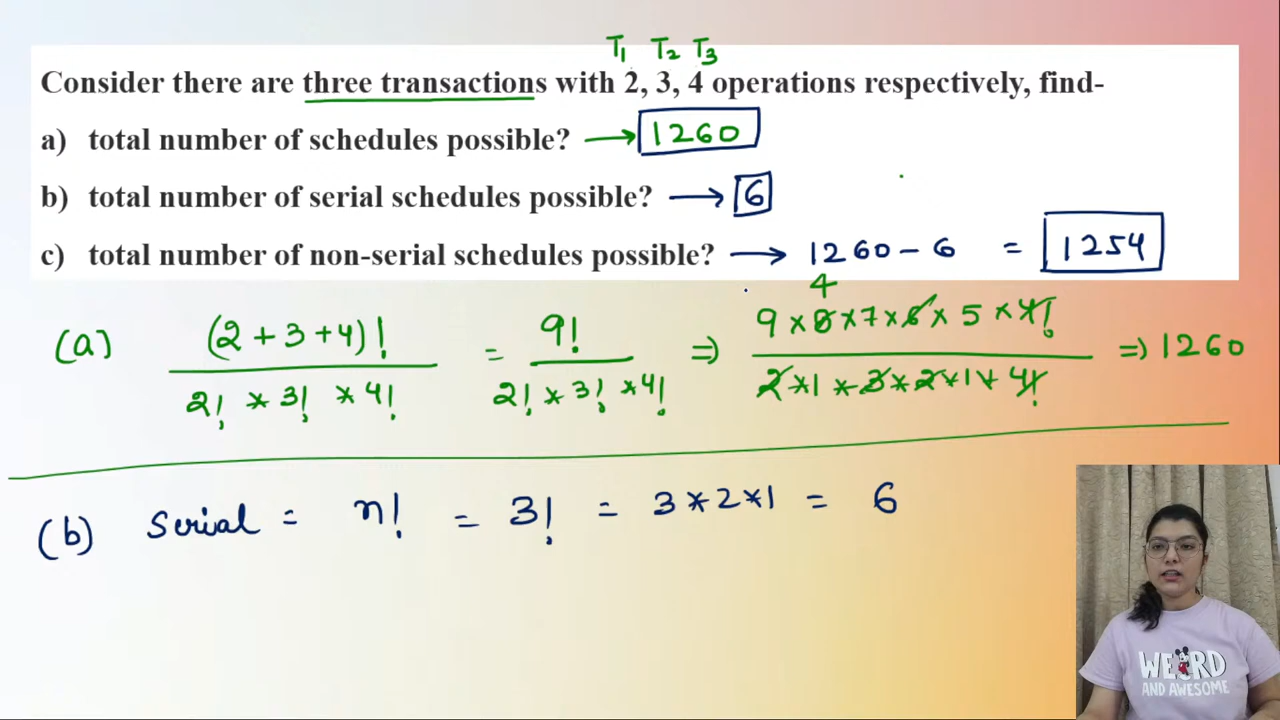 T1 T2 T3
Consider there are three transactions with 2, 3, 4 operations respectively, find-
a) total number of schedules possible? → 1260
b) total number of serial schedules possible? → 6
c) total number of non-serial schedules possible? → 1260 - 6 = 1254
4
(a) (2+3+4)! / 2! * 3! * 4! = 9! / 2! * 3! * 4! ⇒ 9 × 8 × 7 × 6 × 5 × 4! / 2 * 1 * 3 * 2 * 1 * 4! ⇒ 1260
(b) Serial = n! = 3! = 3 * 2 * 1 = 6
WEIRD
AND AWESOME